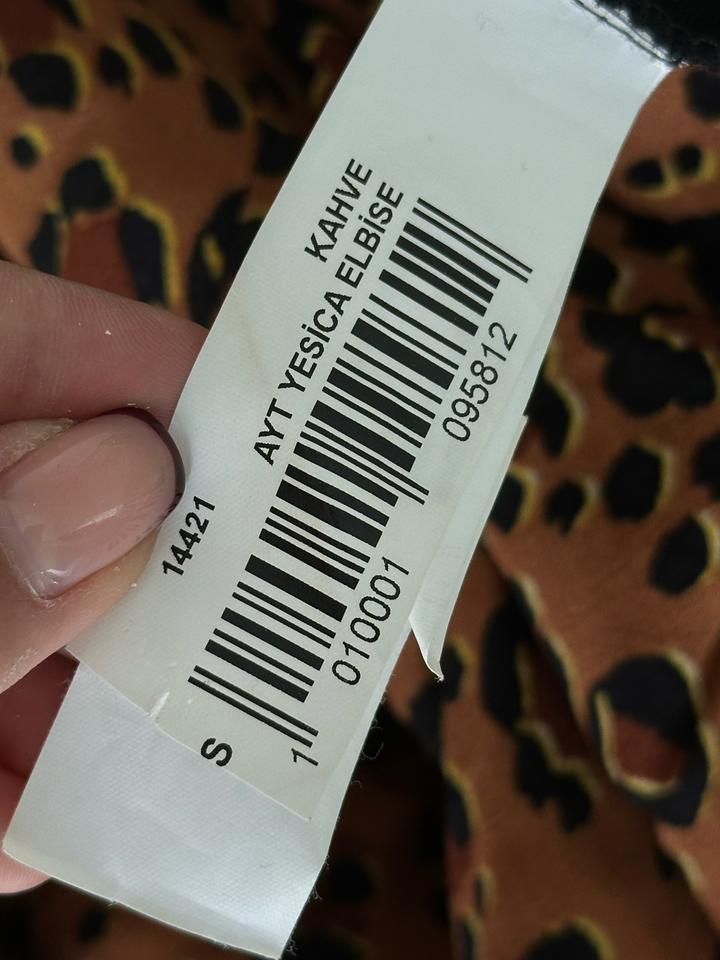 KAHVE
AYT YESİCA ELBİSE
14421
1 010001 095812
S